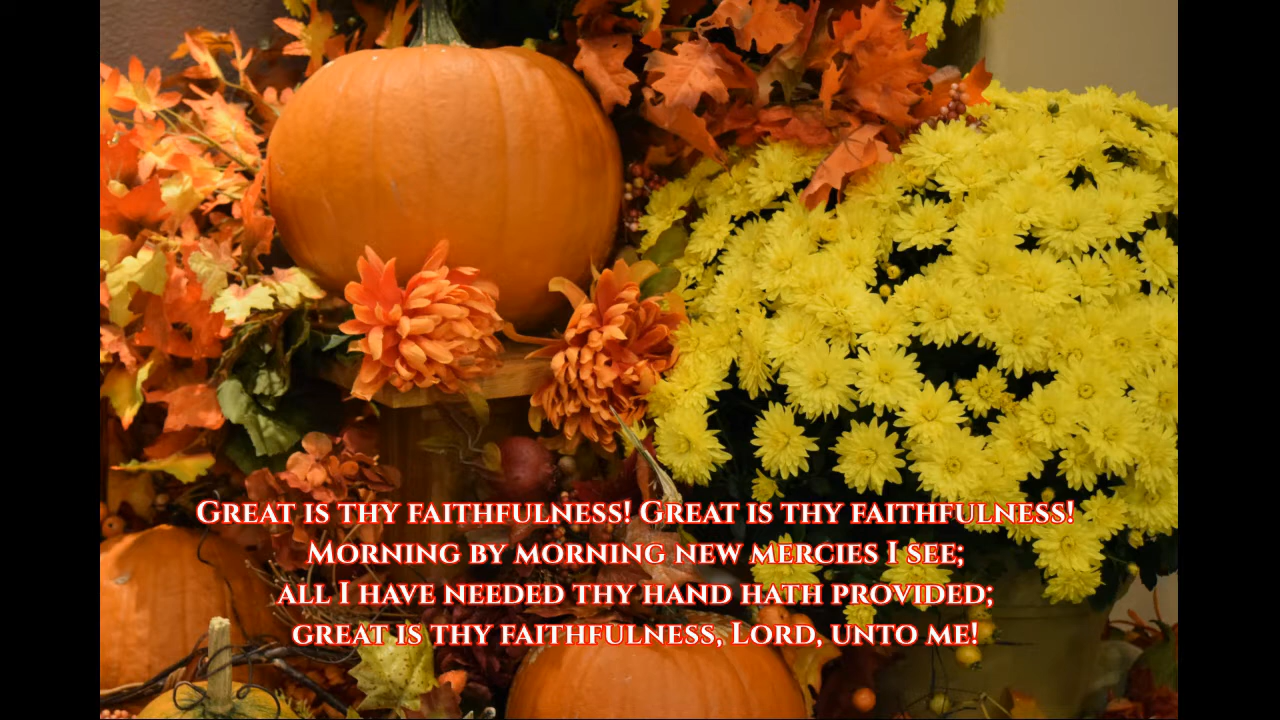 Great is thy faithfulness! Great is thy faithfulness!
Morning by morning new mercies I see;
all I have needed thy hand hath provided;
great is thy faithfulness, Lord, unto me!